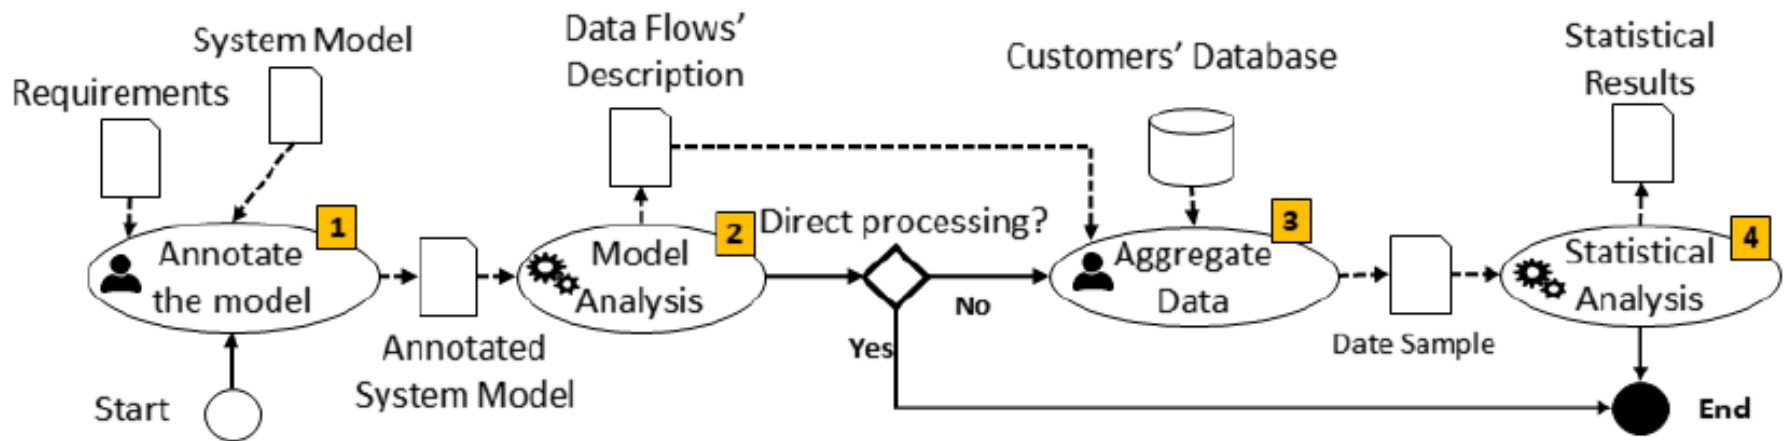 Requirements
System Model
Data Flows'
Description
Customers' Database
Statistical
Results
1
Annotate
the model
2
Model
Analysis
Direct processing?
No
Yes
3
Aggregate
Data
4
Statistical
Analysis
Annotated
System Model
Date Sample
Start
End